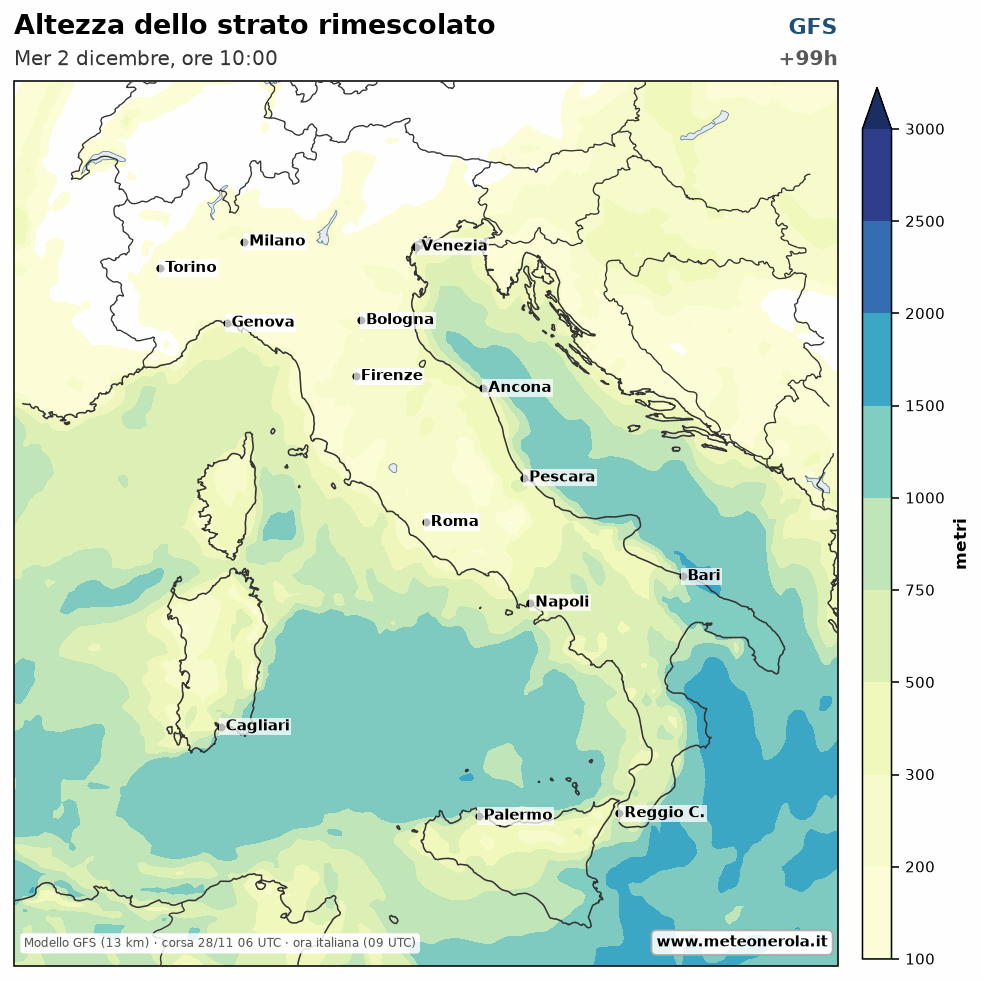 Altezza dello strato rimescolato
GFS
Mer 2 dicembre, ore 10:00
+99h
3000
2500
2000
1500
1000
750
500
300
200
100
metri
Milano
Venezia
Torino
Genova
Bologna
Firenze
Ancona
Pescara
Roma
Bari
Napoli
Cagliari
Palermo
Reggio C.
Modello GFS (13 km) · corsa 28/11 06 UTC · ora italiana (09 UTC)
www.meteonerola.it